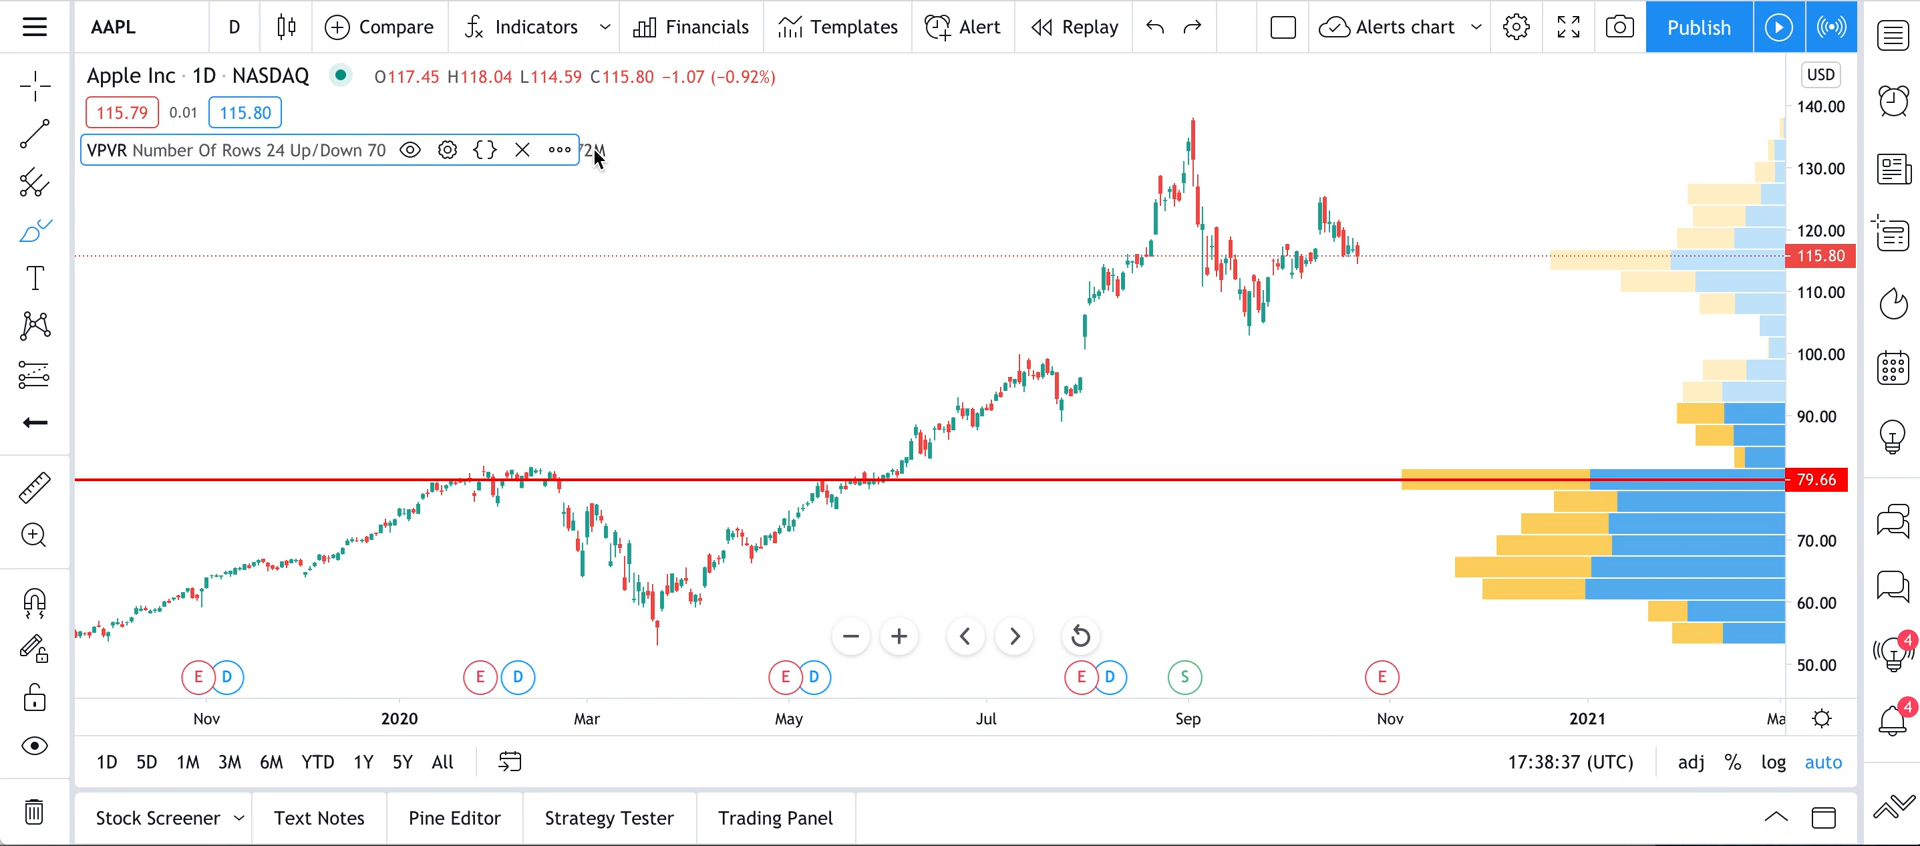 AAPL D Compare Indicators Financials Templates Alert Replay Alerts chart Publish
Apple Inc · 1D · NASDAQ O117.45 H118.04 L114.59 C115.80 −1.07 (−0.92%)
USD
115.79 0.01 115.80
VPVR Number Of Rows 24 Up/Down 70
140.00
130.00
120.00
115.80
110.00
100.00
90.00
79.66
70.00
60.00
50.00
E D E D E D E D S E
Nov 2020 Mar May Jul Sep Nov 2021 Ma
1D 5D 1M 3M 6M YTD 1Y 5Y All 17:38:37 (UTC) adj % log auto
Stock Screener Text Notes Pine Editor Strategy Tester Trading Panel
4
4